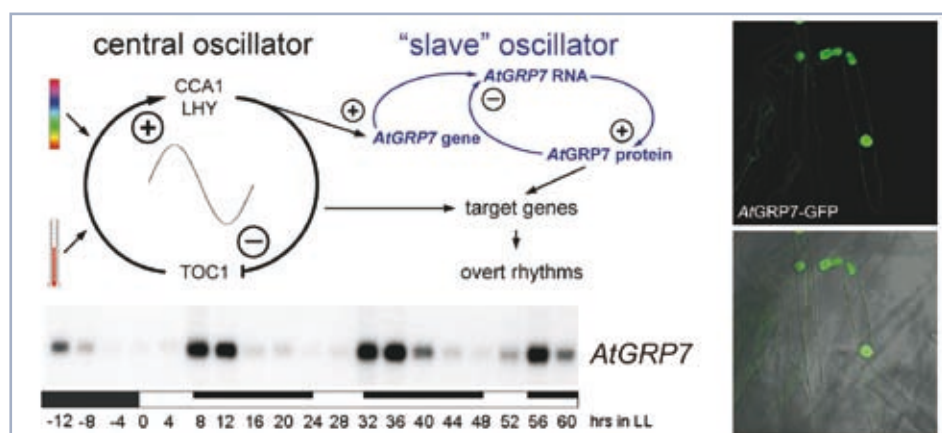 central oscillator
"slave" oscillator
CCA1
LHY
+
AtGRP7 RNA
−
+
AtGRP7 gene
+
AtGRP7 protein
−
target genes
TOC1
overt rhythms
AtGRP7
-12 -8 -4 0 4 8 12 16 20 24 28 32 36 40 44 48 52 56 60 hrs in LL
AtGRP7-GFP